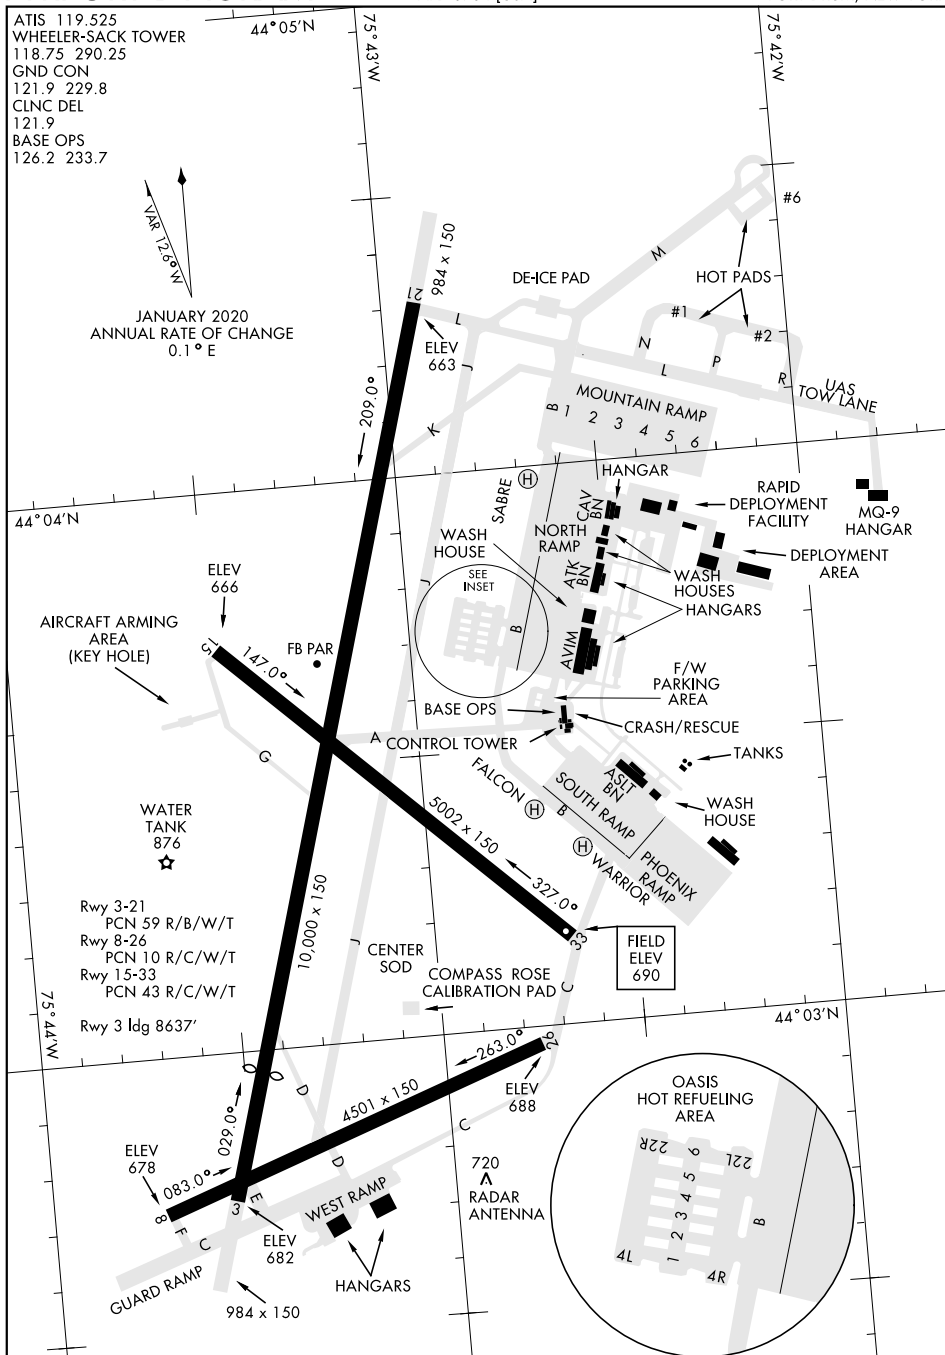 ATIS 119.525
WHEELER-SACK TOWER
118.75 290.25
GND CON
121.9 229.8
CLNC DEL
121.9
BASE OPS
126.2 233.7
44°05'N
75°43'W
75°42'W
VAR 12.6°W
JANUARY 2020
ANNUAL RATE OF CHANGE
0.1°E
984 x 150
21
ELEV
663
209.0°
L
J
K
DE-ICE PAD
M
#6
HOT PADS
#1
#2
N
L
P
R
UAS
TOW LANE
MOUNTAIN RAMP
B
1 2 3 4 5 6
44°04'N
SABRE
H
HANGAR
CAV
BN
NORTH
RAMP
RAPID
DEPLOYMENT
FACILITY
MQ-9
HANGAR
WASH
HOUSE
ATK
BN
WASH
HOUSES
DEPLOYMENT
AREA
SEE
INSET
B
J
HANGARS
AVIM
ELEV
666
AIRCRAFT ARMING
AREA
(KEY HOLE)
15
147.0°
FB PAR
F/W
PARKING
AREA
BASE OPS
CRASH/RESCUE
CONTROL TOWER
A
G
TANKS
FALCON
H
B
ASLT
BN
SOUTH RAMP
WASH
HOUSE
H
WARRIOR
PHOENIX
RAMP
5002 x 150
327.0°
33
WATER
TANK
876
10,000 x 150
Rwy 3-21
PCN 59 R/B/W/T
Rwy 8-26
PCN 10 R/C/W/T
Rwy 15-33
PCN 43 R/C/W/T
Rwy 3 ldg 8637'
J
CENTER
SOD
COMPASS ROSE
CALIBRATION PAD
C
FIELD
ELEV
690
75°44'W
44°03'N
263.0°
26
ELEV
688
4501 x 150
D
D
C
029.0°
ELEV
678
083.0°
8
F
C
3
E
ELEV
682
WEST RAMP
HANGARS
GUARD RAMP
984 x 150
720
RADAR
ANTENNA
OASIS
HOT REFUELING
AREA
22R
22L
1 2 3 4 5 6
4L
4R
B